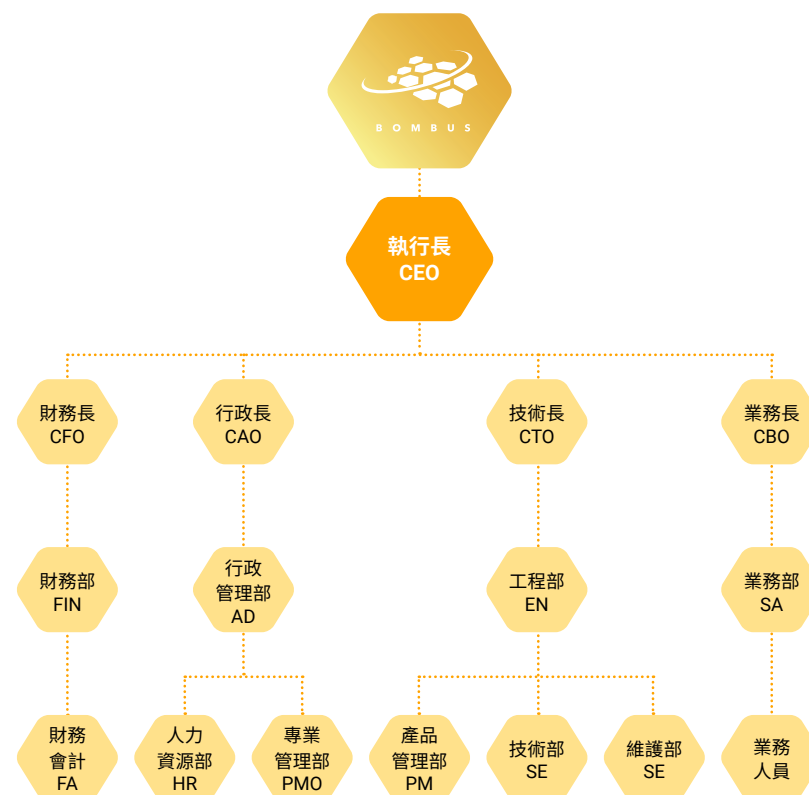 BOMBUS
執行長
CEO
財務長
CFO
行政長
CAO
技術長
CTO
業務長
CBO
財務部
FIN
行政
管理部
AD
工程部
EN
業務部
SA
財務
會計
FA
人力
資源部
HR
專業
管理部
PMO
產品
管理部
PM
技術部
SE
維護部
SE
業務
人員